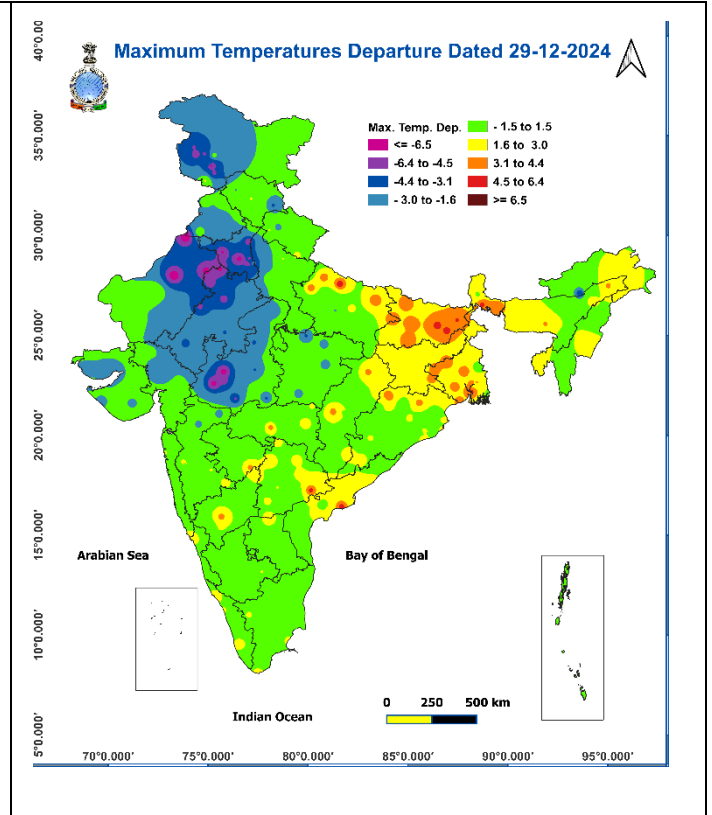 Maximum Temperatures Departure Dated 29-12-2024
Max. Temp. Dep.
<= -6.5
-6.4 to -4.5
-4.4 to -3.1
- 3.0 to -1.6
- 1.5 to 1.5
1.6 to 3.0
3.1 to 4.4
4.5 to 6.4
>= 6.5
40°0.00
35°0.000'
30°0.000'
25°0.000'
20°0.000'
15°0.000'
10°0.000'
5°0.000'
Arabian Sea
Bay of Bengal
Indian Ocean
0 250 500 km
70°0.000' 75°0.000' 80°0.000' 85°0.000' 90°0.000' 95°0.000'